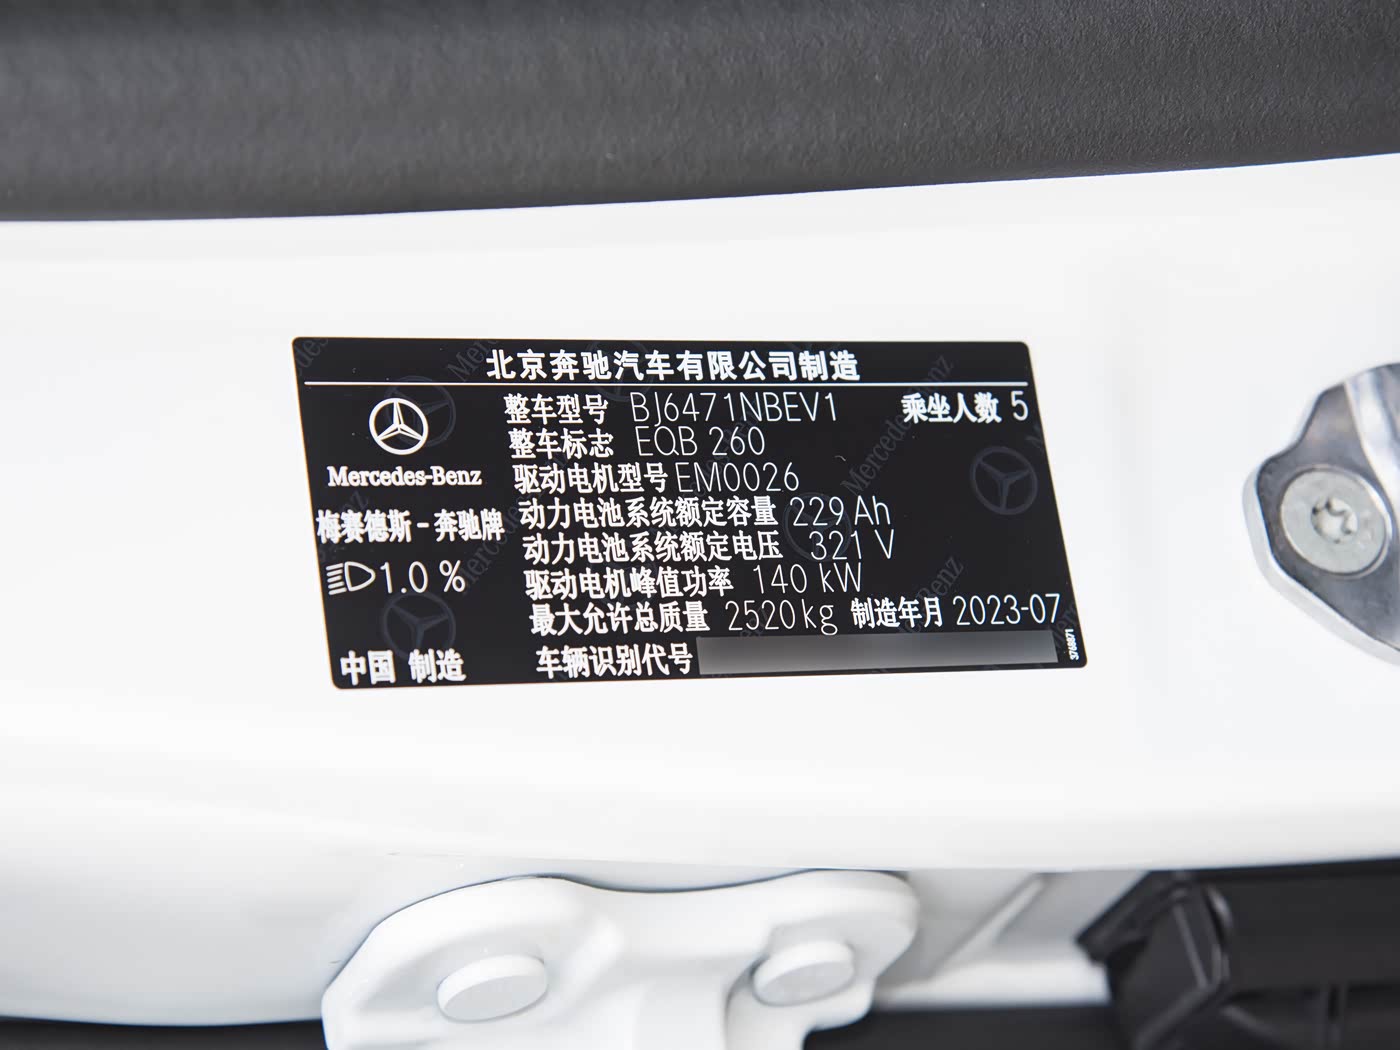 北京奔驰汽车有限公司制造
整车型号 BJ6471NBEV1 乘坐人数 5
整车标志 EQB 260
Mercedes-Benz
驱动电机型号 EM0026
梅赛德斯-奔驰牌
动力电池系统额定容量 229 Ah
动力电池系统额定电压 321 V
1.0 %
驱动电机峰值功率 140 kW
最大允许总质量 2520 kg 制造年月 2023-07
中国 制造
车辆识别代号